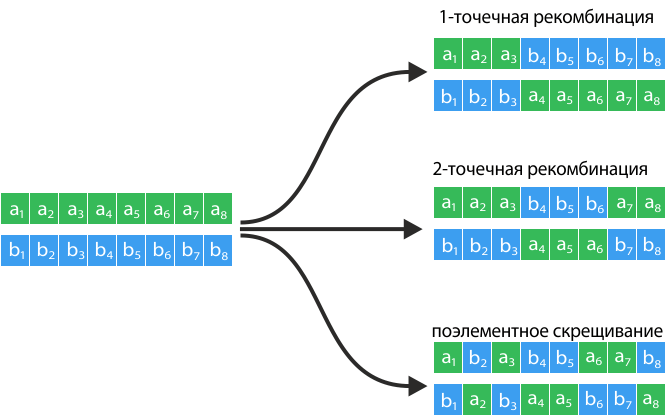 1-точечная рекомбинация
a₁ a₂ a₃ b₄ b₅ b₆ b₇ b₈
b₁ b₂ b₃ a₄ a₅ a₆ a₇ a₈
2-точечная рекомбинация
a₁ a₂ a₃ b₄ b₅ b₆ a₇ a₈
b₁ b₂ b₃ a₄ a₅ a₆ b₇ b₈
a₁ a₂ a₃ a₄ a₅ a₆ a₇ a₈
b₁ b₂ b₃ b₄ b₅ b₆ b₇ b₈
поэлементное скрещивание
a₁ b₂ a₃ b₄ b₅ a₆ a₇ b₈
b₁ a₂ b₃ a₄ a₅ b₆ b₇ a₈